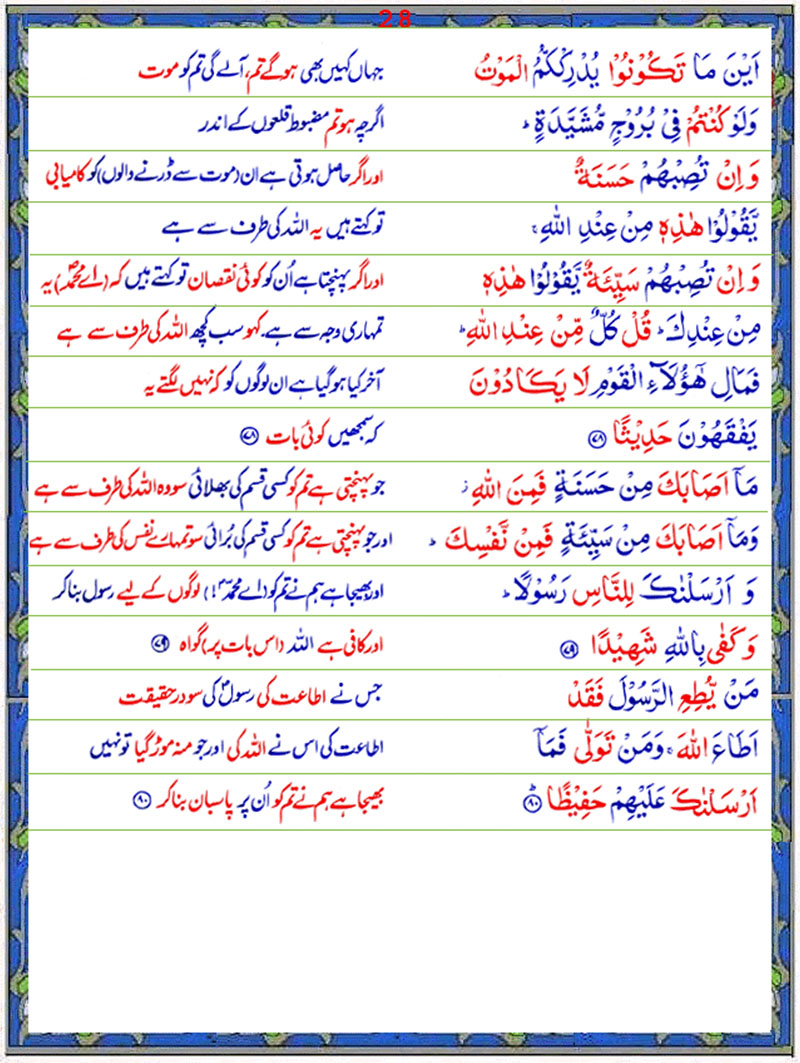 28
اَیْنَ مَا تَكُوْنُوْا یُدْرِكْكُّمُ الْمَوْتُ جہاں کہیں بھی ہوگے تم، آلے گی تم کو موت
وَلَوْ كُنْتُمْ فِیْ بُرُوْجٍ مُّشَیَّدَةٍ ؕ اگرچہ ہو تم مضبوط قلعوں کے اندر
وَ اِنْ تُصِبْهُمْ حَسَنَةٌ اور اگر حاصل ہوتی ہے ان (موت سے ڈرنے والوں) کو کامیابی
یَّقُوْلُوْا هٰذِهٖ مِنْ عِنْدِ اللّٰهِ ۚ تو کہتے ہیں یہ اللہ کی طرف سے ہے
وَ اِنْ تُصِبْهُمْ سَیِّئَةٌ یَّقُوْلُوْا هٰذِهٖ اور اگر پہنچتا ہے اُن کو کوئی نقصان تو کہتے ہیں کہ (اے محمدؐ) یہ
مِنْ عِنْدِكَ ؕ قُلْ كُلٌّ مِّنْ عِنْدِ اللّٰهِ ؕ تمہاری وجہ سے ہے۔ کہو سب کچھ اللہ کی طرف سے ہے
فَمَالِ هٰۤؤُلَآءِ الْقَوْمِ لَا یَكَادُوْنَ آخر کیا ہوگیا ہے ان لوگوں کو کہ نہیں لگتے یہ
یَفْقَهُوْنَ حَدِیْثًا ۷۸ کہ سمجھیں کوئی بات ۷۸
مَاۤ اَصَابَكَ مِنْ حَسَنَةٍ فَمِنَ اللّٰهِ ؗ جو پہنچتی ہے تم کو کسی قسم کی بھلائی سو وہ اللہ کی طرف سے ہے
وَمَاۤ اَصَابَكَ مِنْ سَیِّئَةٍ فَمِنْ نَّفْسِكَ ؕ اور جو پہنچتی ہے تم کو کسی قسم کی بُرائی سو تمہارے نفس کی طرف سے ہے
وَ اَرْسَلْنٰكَ لِلنَّاسِ رَسُوْلًا ؕ اور بھیجا ہے ہم نے تم کو (اے محمدؐ!) لوگوں کے لیے رسول بنا کر
وَ كَفٰی بِاللّٰهِ شَهِیْدًا ۷۹ اور کافی ہے اللہ (اس بات پر) گواہ ۷۹
مَنْ یُّطِعِ الرَّسُوْلَ فَقَدْ جس نے اطاعت کی رسولؐ کی سو درحقیقت
اَطَاعَ اللّٰهَ ۚ وَمَنْ تَوَلّٰی فَمَاۤ اطاعت کی اس نے اللہ کی اور جو منہ موڑ گیا تو نہیں
اَرْسَلْنٰكَ عَلَیْهِمْ حَفِیْظًا ؕ ۸۰ بھیجا ہے ہم نے تم کو اُن پر پاسبان بنا کر ۸۰